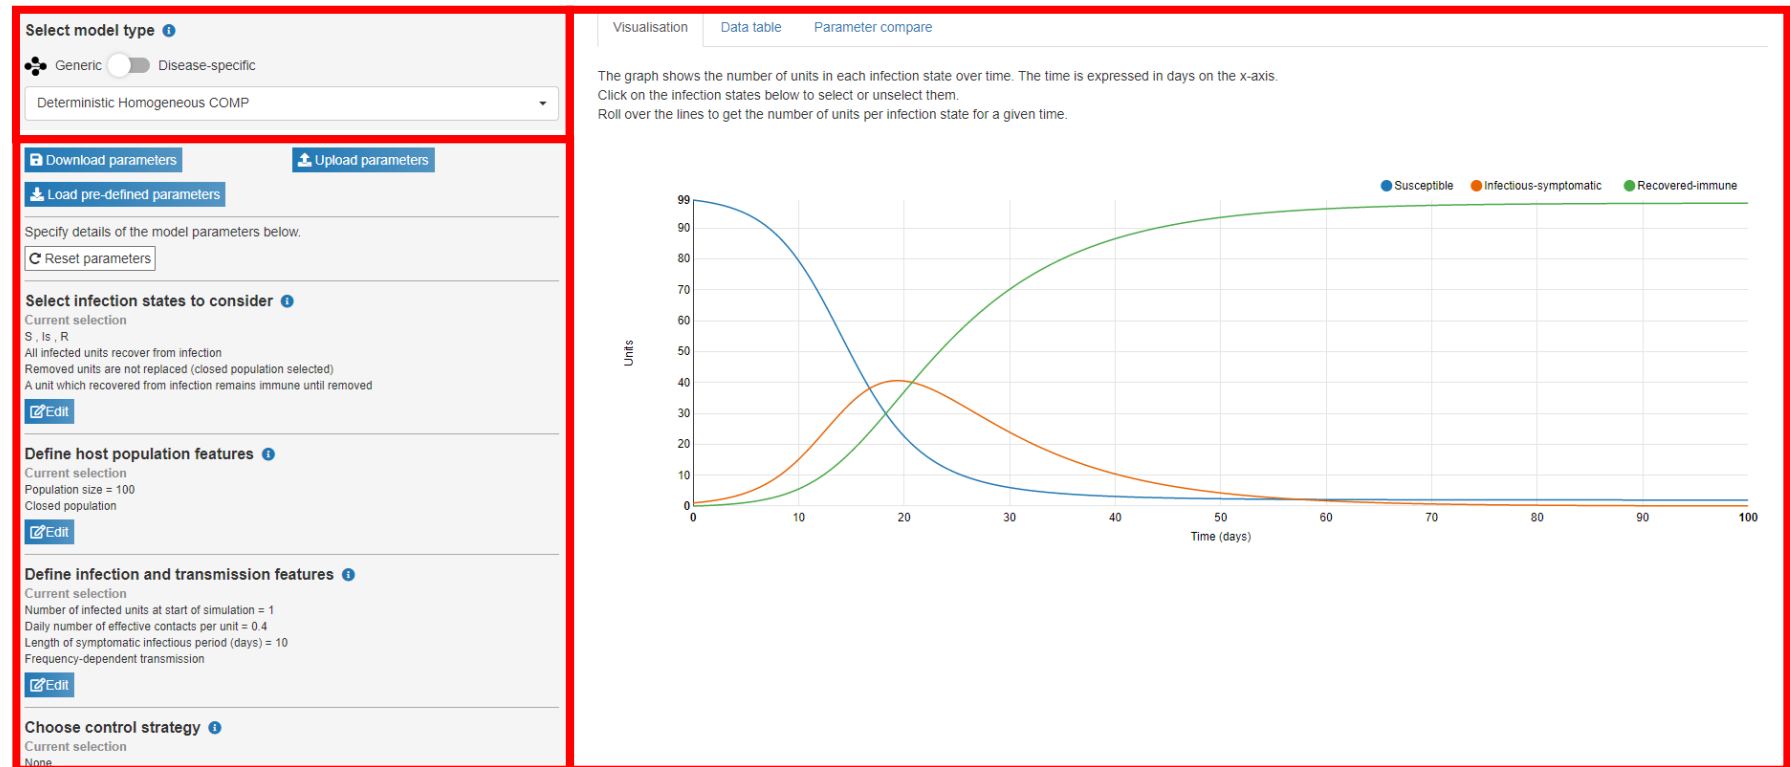 Select model type
Generic Disease-specific
Deterministic Homogeneous COMP
Download parameters Upload parameters
Load pre-defined parameters
Specify details of the model parameters below.
Reset parameters
Select infection states to consider
Current selection
S , Is , R
All infected units recover from infection
Removed units are not replaced (closed population selected)
A unit which recovered from infection remains immune until removed
Edit
Define host population features
Current selection
Population size = 100
Closed population
Edit
Define infection and transmission features
Current selection
Number of infected units at start of simulation = 1
Daily number of effective contacts per unit = 0.4
Length of symptomatic infectious period (days) = 10
Frequency-dependent transmission
Edit
Choose control strategy
Current selection
None
Visualisation Data table Parameter compare
The graph shows the number of units in each infection state over time. The time is expressed in days on the x-axis.
Click on the infection states below to select or unselect them.
Roll over the lines to get the number of units per infection state for a given time.
Susceptible Infectious-symptomatic Recovered-immune
99
90
80
70
60
50
40
30
20
10
0
Units
0 10 20 30 40 50 60 70 80 90 100
Time (days)